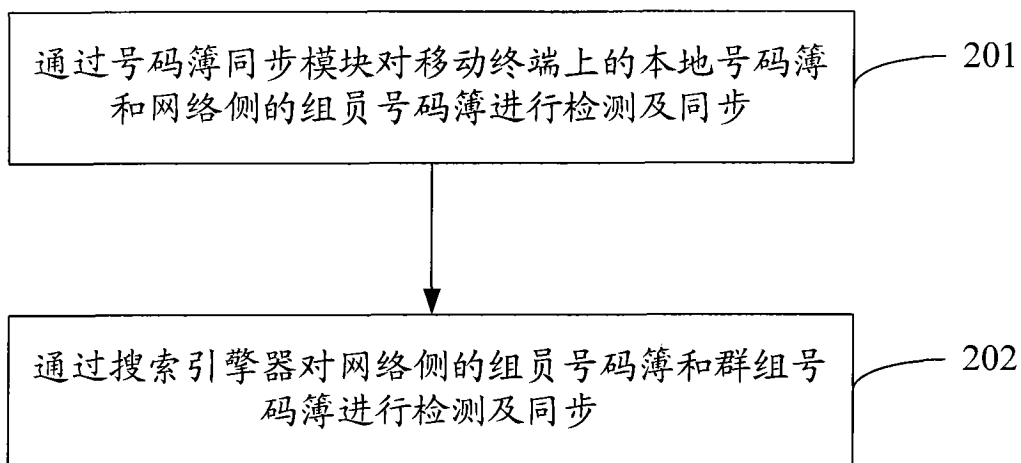 通过号码簿同步模块对移动终端上的本地号码簿
和网络侧的组员号码簿进行检测及同步
201
通过搜索引擎器对网络侧的组员号码簿和群组号
码簿进行检测及同步
202